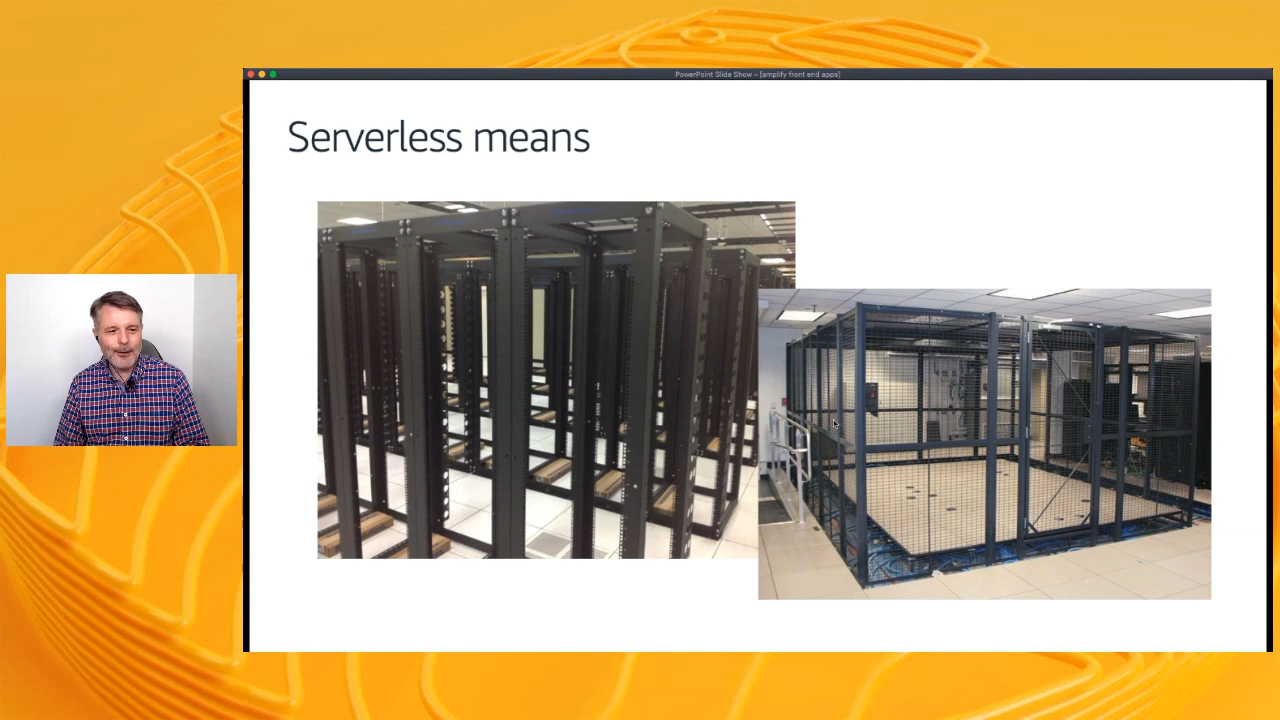 PowerPoint Slide Show – [amplify front end apps]
Serverless means